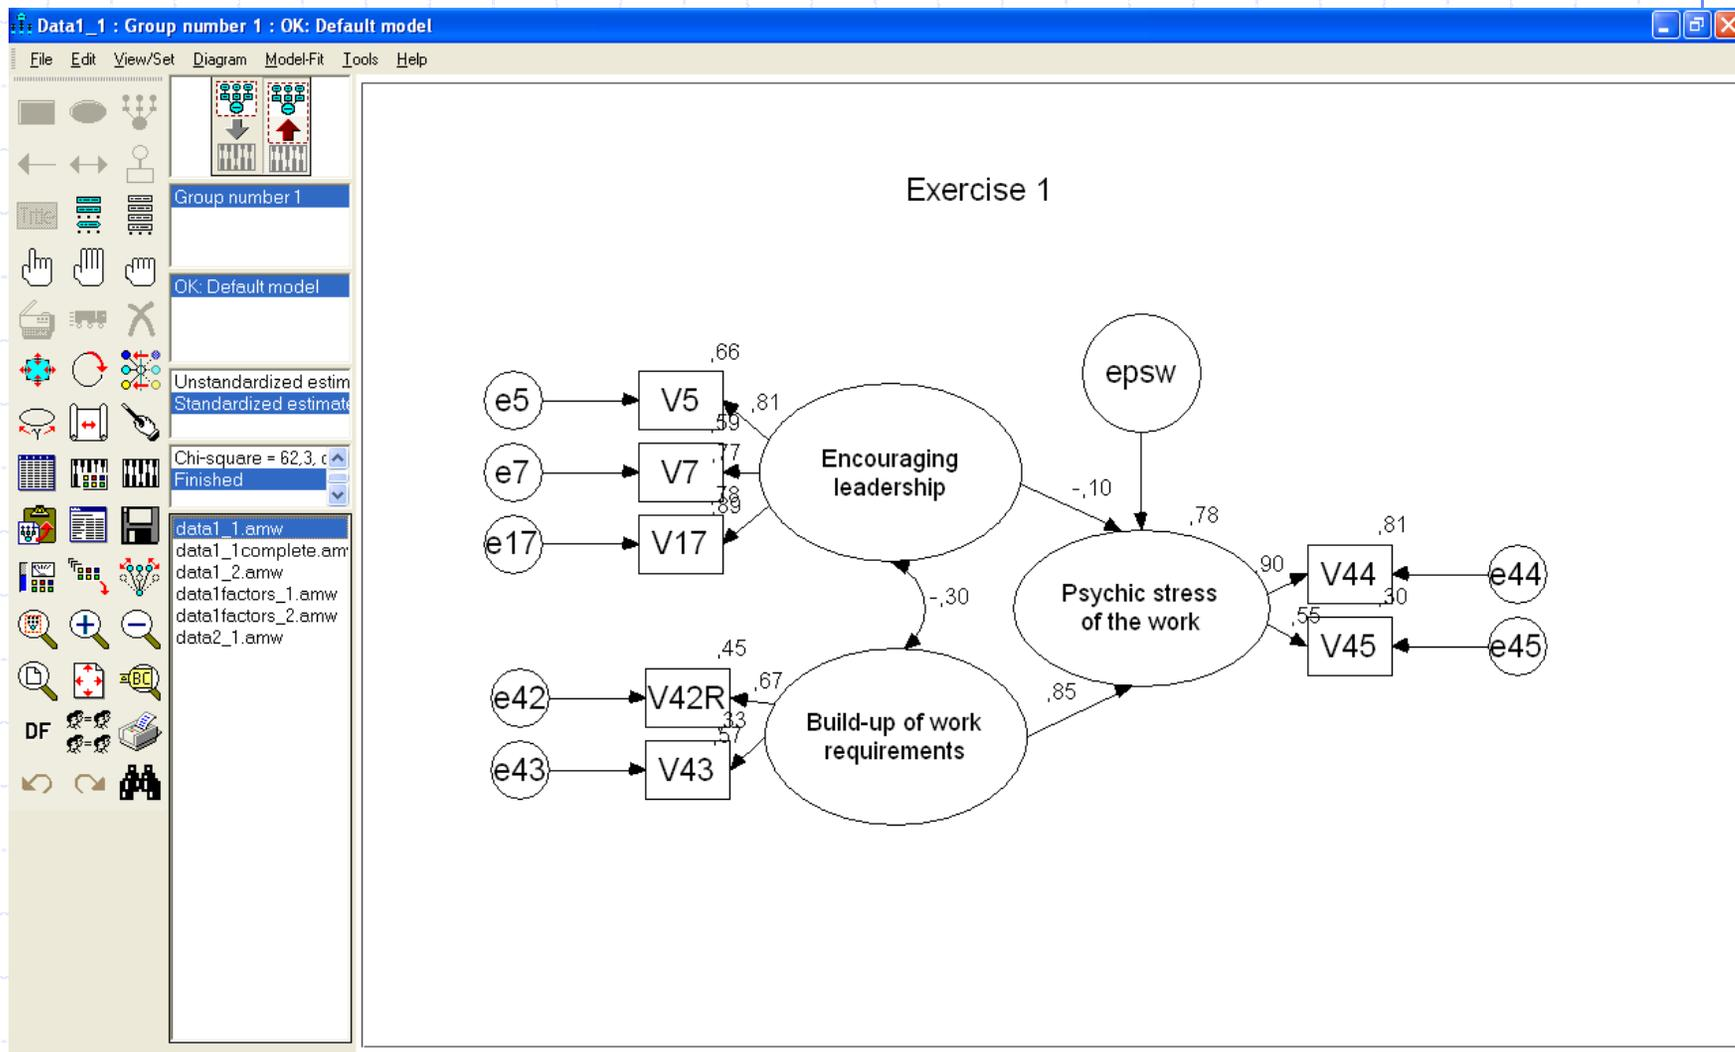 Data1_1 : Group number 1 : OK: Default model
File Edit View/Set Diagram Model-Fit Tools Help
Title
Group number 1
OK: Default model
Unstandardized estim
Standardized estimate
Chi-square = 62,3, c
Finished
data1_1.amw
data1_1complete.am
data1_2.amw
data1factors_1.amw
data1factors_2.amw
data2_1.amw
BC
DF
Exercise 1
epsw
,66
e5
V5
,81
,59
e7
V7
,77
,78
,89
e17
V17
Encouraging
leadership
-,10
,78
-,30
Psychic stress
of the work
,81
,90
V44
e44
,30
,55
V45
e45
,45
e42
V42R
,67
,33
,57
e43
V43
Build-up of work
requirements
,85